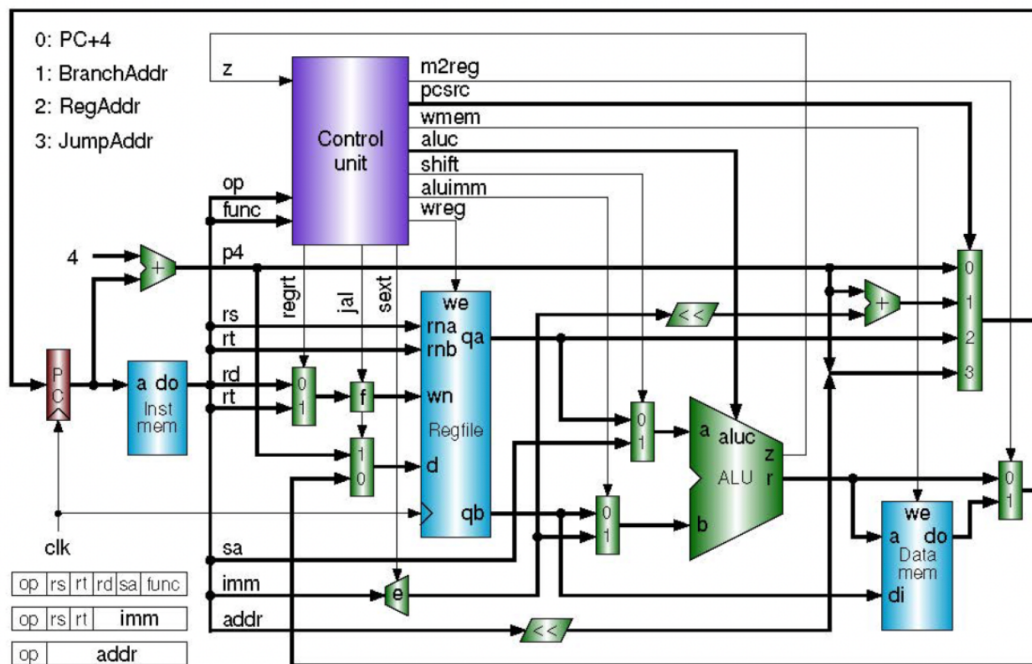 0: PC+4
1: BranchAddr
2: RegAddr
3: JumpAddr
z
Control
unit
m2reg
pcsrc
wmem
aluc
shift
aluimm
wreg
op
func
4
+
p4
regrt
jal
sext
rs
rt
rd
rt
0
1
f
1
0
we
rna
rnb
wn
d
qa
Regfile
qb
PC
a do
Inst
mem
clk
<<
+
0
1
2
3
0
1
0
1
a
aluc
z
ALU
r
b
0
1
we
a do
Data
mem
di
sa
imm
e
addr
<<
op rs rt rd sa func
op rs rt imm
op addr